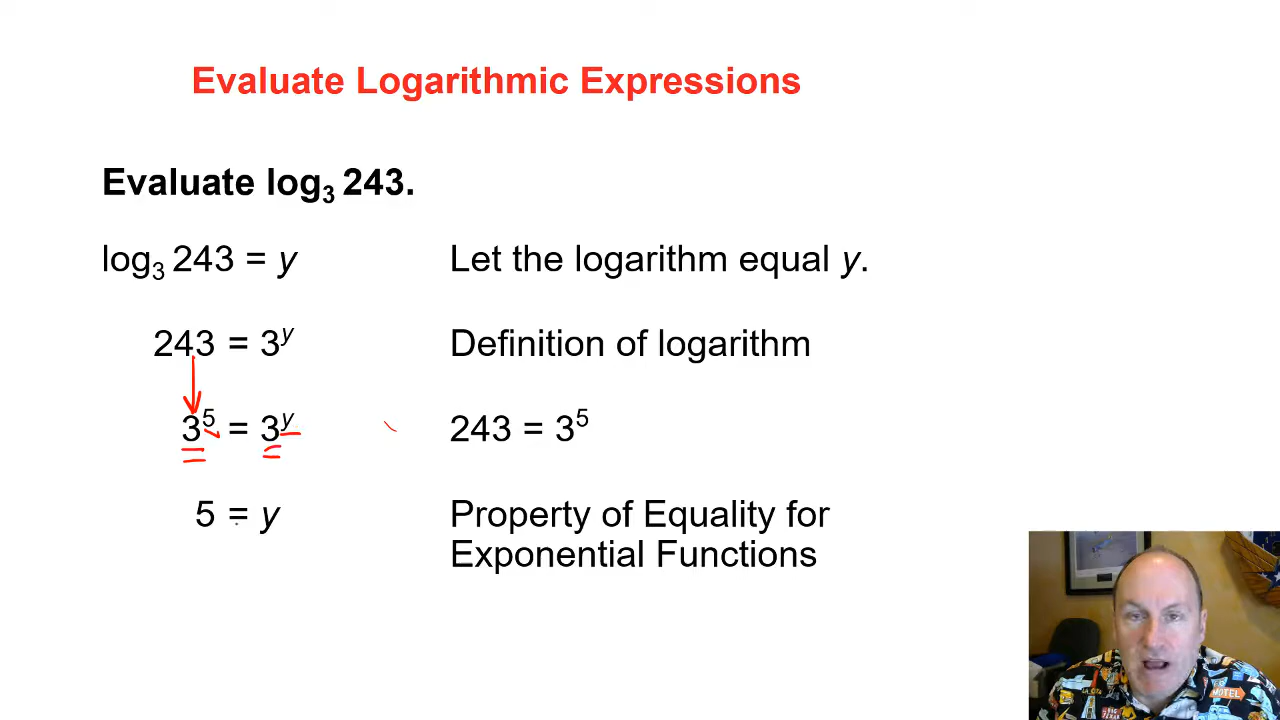 Evaluate Logarithmic Expressions
Evaluate log₃ 243.
log₃ 243 = y Let the logarithm equal y.
243 = 3ʸ Definition of logarithm
3⁵ = 3ʸ 243 = 3⁵
5 = y Property of Equality for
Exponential Functions
MOTEL